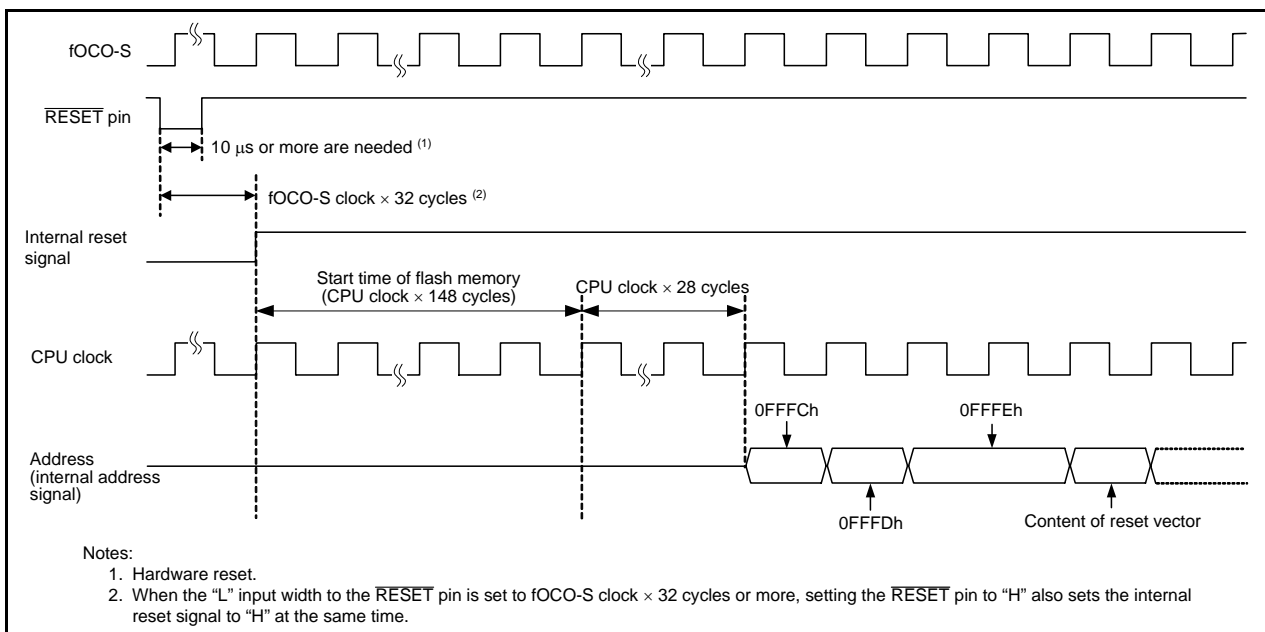 fOCO-S
RESET pin
10 μs or more are needed (1)
fOCO-S clock × 32 cycles (2)
Internal reset
signal
Start time of flash memory
(CPU clock × 148 cycles)
CPU clock × 28 cycles
CPU clock
0FFFCh
0FFFEh
Address
(internal address
signal)
0FFFDh
Content of reset vector
Notes:
1. Hardware reset.
2. When the “L” input width to the RESET pin is set to fOCO-S clock × 32 cycles or more, setting the RESET pin to “H” also sets the internal
reset signal to “H” at the same time.